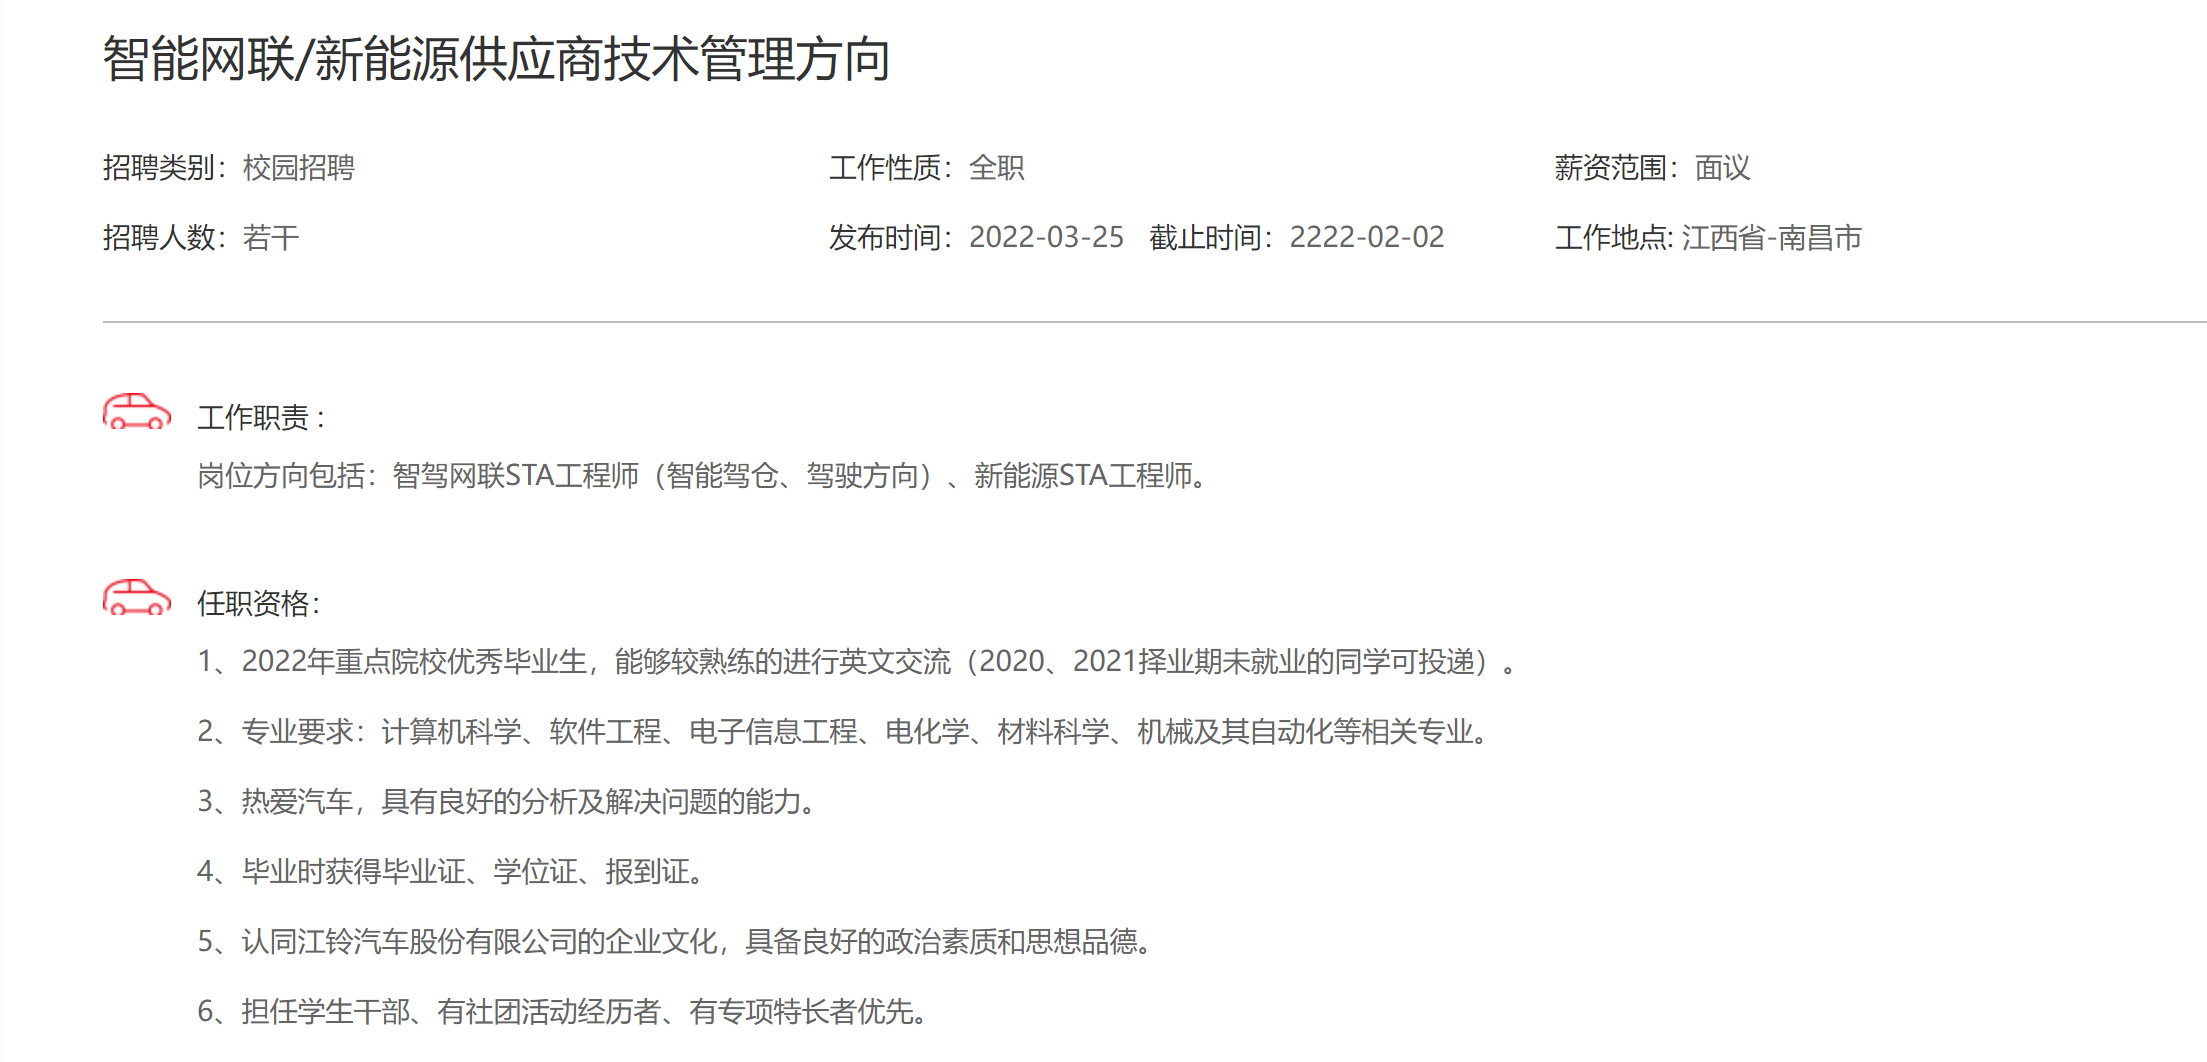 智能网联/新能源供应商技术管理方向
招聘类别：校园招聘 工作性质：全职 薪资范围：面议
招聘人数：若干 发布时间：2022-03-25 截止时间：2222-02-02 工作地点: 江西省-南昌市
工作职责 :
岗位方向包括：智驾网联STA工程师（智能驾仓、驾驶方向）、新能源STA工程师。
任职资格：
1、2022年重点院校优秀毕业生，能够较熟练的进行英文交流（2020、2021择业期未就业的同学可投递）。
2、专业要求：计算机科学、软件工程、电子信息工程、电化学、材料科学、机械及其自动化等相关专业。
3、热爱汽车，具有良好的分析及解决问题的能力。
4、毕业时获得毕业证、学位证、报到证。
5、认同江铃汽车股份有限公司的企业文化，具备良好的政治素质和思想品德。
6、担任学生干部、有社团活动经历者、有专项特长者优先。